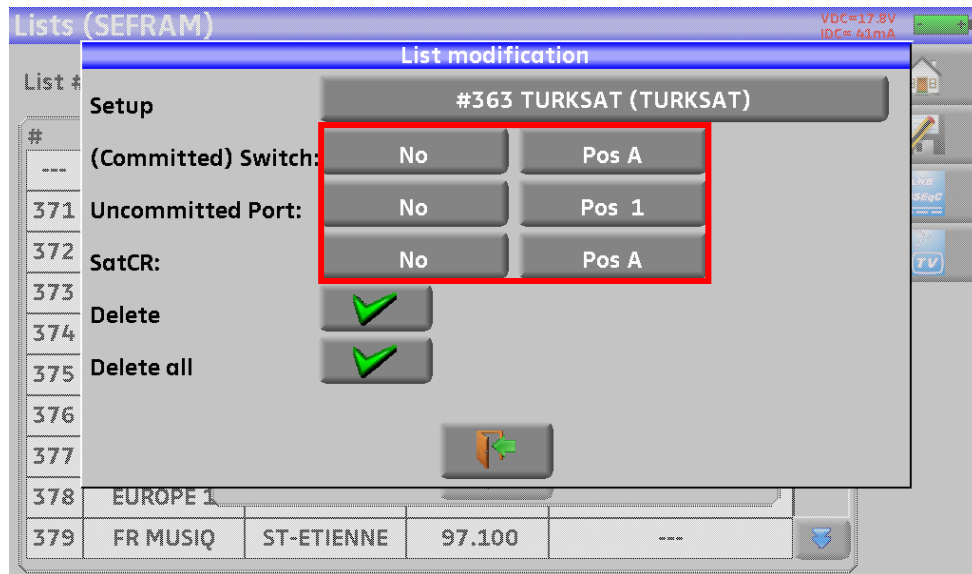 Lists (SEFRAM)
VDC=17.8V
IDC= 41mA
- +
List modification
List #
Setup #363 TURKSAT (TURKSAT)
#
(Committed) Switch: No Pos A
---
371 Uncommitted Port: No Pos 1
372 SatCR: No Pos A
373
Delete
374
375 Delete all
376
377
378 EUROPE 1
379 FR MUSIQ ST-ETIENNE 97.100 ---
TV